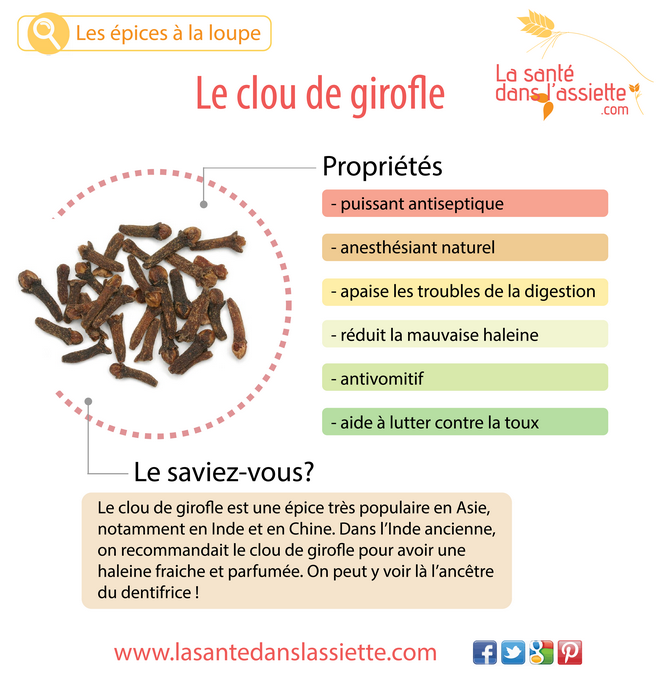 Les épices à la loupe
La santé
dans l'assiette
.com
Le clou de girofle
Propriétés
- puissant antiseptique
- anesthésiant naturel
- apaise les troubles de la digestion
- réduit la mauvaise haleine
- antivomitif
- aide à lutter contre la toux
Le saviez-vous?
Le clou de girofle est une épice très populaire en Asie,
notamment en Inde et en Chine. Dans l'Inde ancienne,
on recommandait le clou de girofle pour avoir une
haleine fraiche et parfumée. On peut y voir là l'ancêtre
du dentifrice !
www.lasantedanslassiette.com